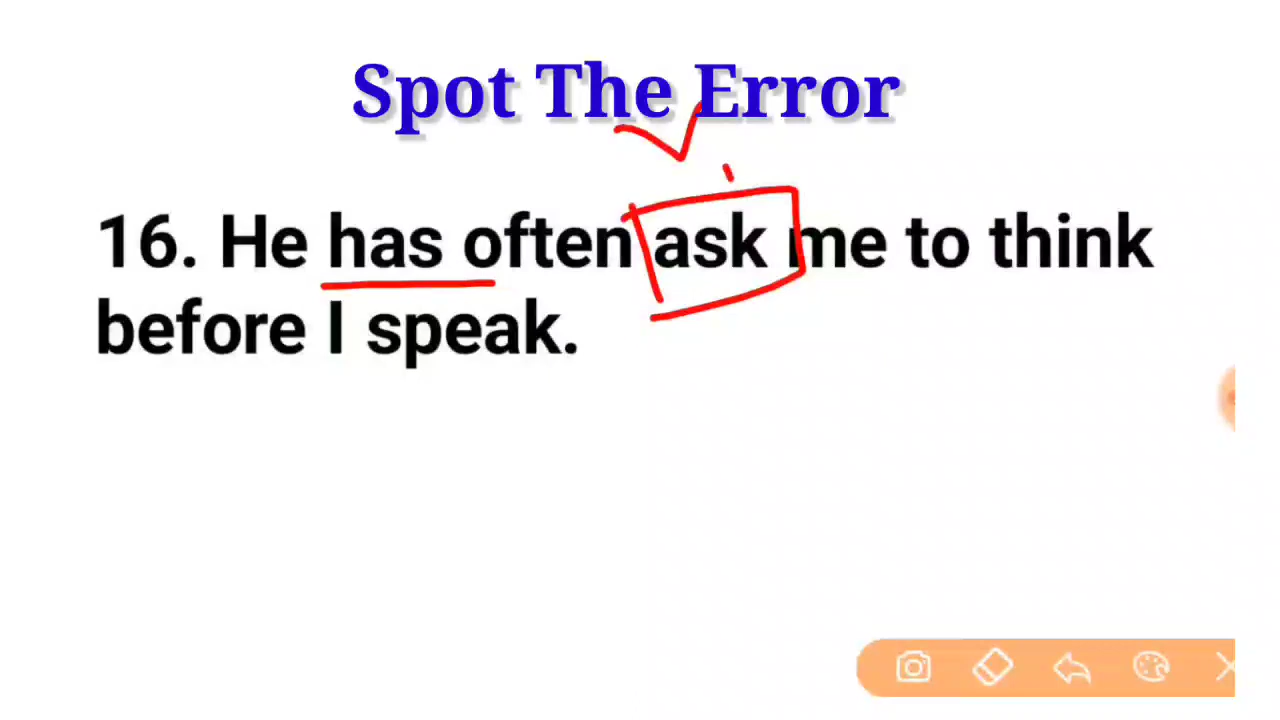 Spot The Error
16. He has often ask me to think
before I speak.